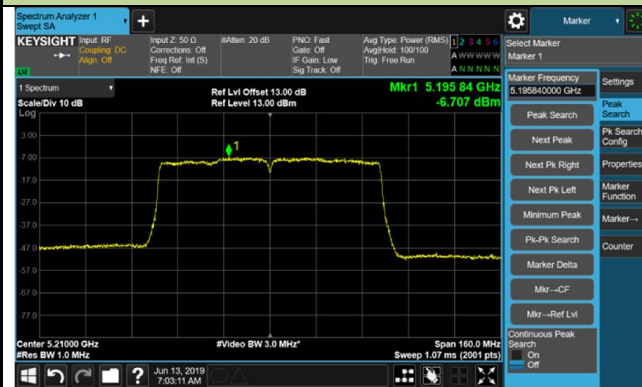 Spectrum Analyzer 1
Swept SA
+
Marker
KEYSIGHT
Input: RF
Coupling: DC
Align: Off
Input Z: 50 Ω
Corrections: Off
Freq Ref: Int (S)
NFE: Off
#Atten: 20 dB
PNO: Fast
Gate: Off
IF Gain: Low
Sig Track: Off
Avg Type: Power (RMS)
Avg|Hold: 100/100
Trig: Free Run
1 2 3 4 5 6
A W W W W W
A N N N N N
LXI
Select Marker
Marker 1
1 Spectrum
Scale/Div 10 dB
Log
Ref Lvl Offset 13.00 dB
Ref Level 13.00 dBm
Mkr1 5.195 84 GHz
-6.707 dBm
1
3.00
-7.00
-17.0
-27.0
-37.0
-47.0
-57.0
-67.0
-77.0
Center 5.21000 GHz
#Res BW 1.0 MHz
#Video BW 3.0 MHz*
Span 160.0 MHz
Sweep 1.07 ms (2001 pts)
Marker Frequency
5.195840000 GHz
Peak Search
Next Peak
Next Pk Right
Next Pk Left
Minimum Peak
Pk-Pk Search
Marker Delta
Mkr→CF
Mkr→Ref Lvl
Continuous Peak
Search
On
Off
Settings
Peak
Search
Pk Search
Config
Properties
Marker
Function
Marker→
Counter
?
Jun 13, 2019
7:03:11 AM